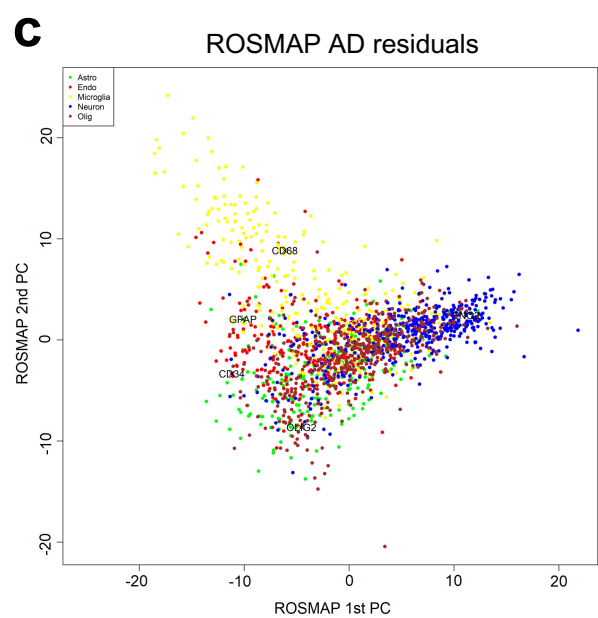 C
ROSMAP AD residuals
Astro
Endo
Microglia
Neuron
Olig
20
10
0
-10
-20
ROSMAP 2nd PC
CD68
GFAP
CD34
OLIG2
-20
-10
0
10
20
ROSMAP 1st PC